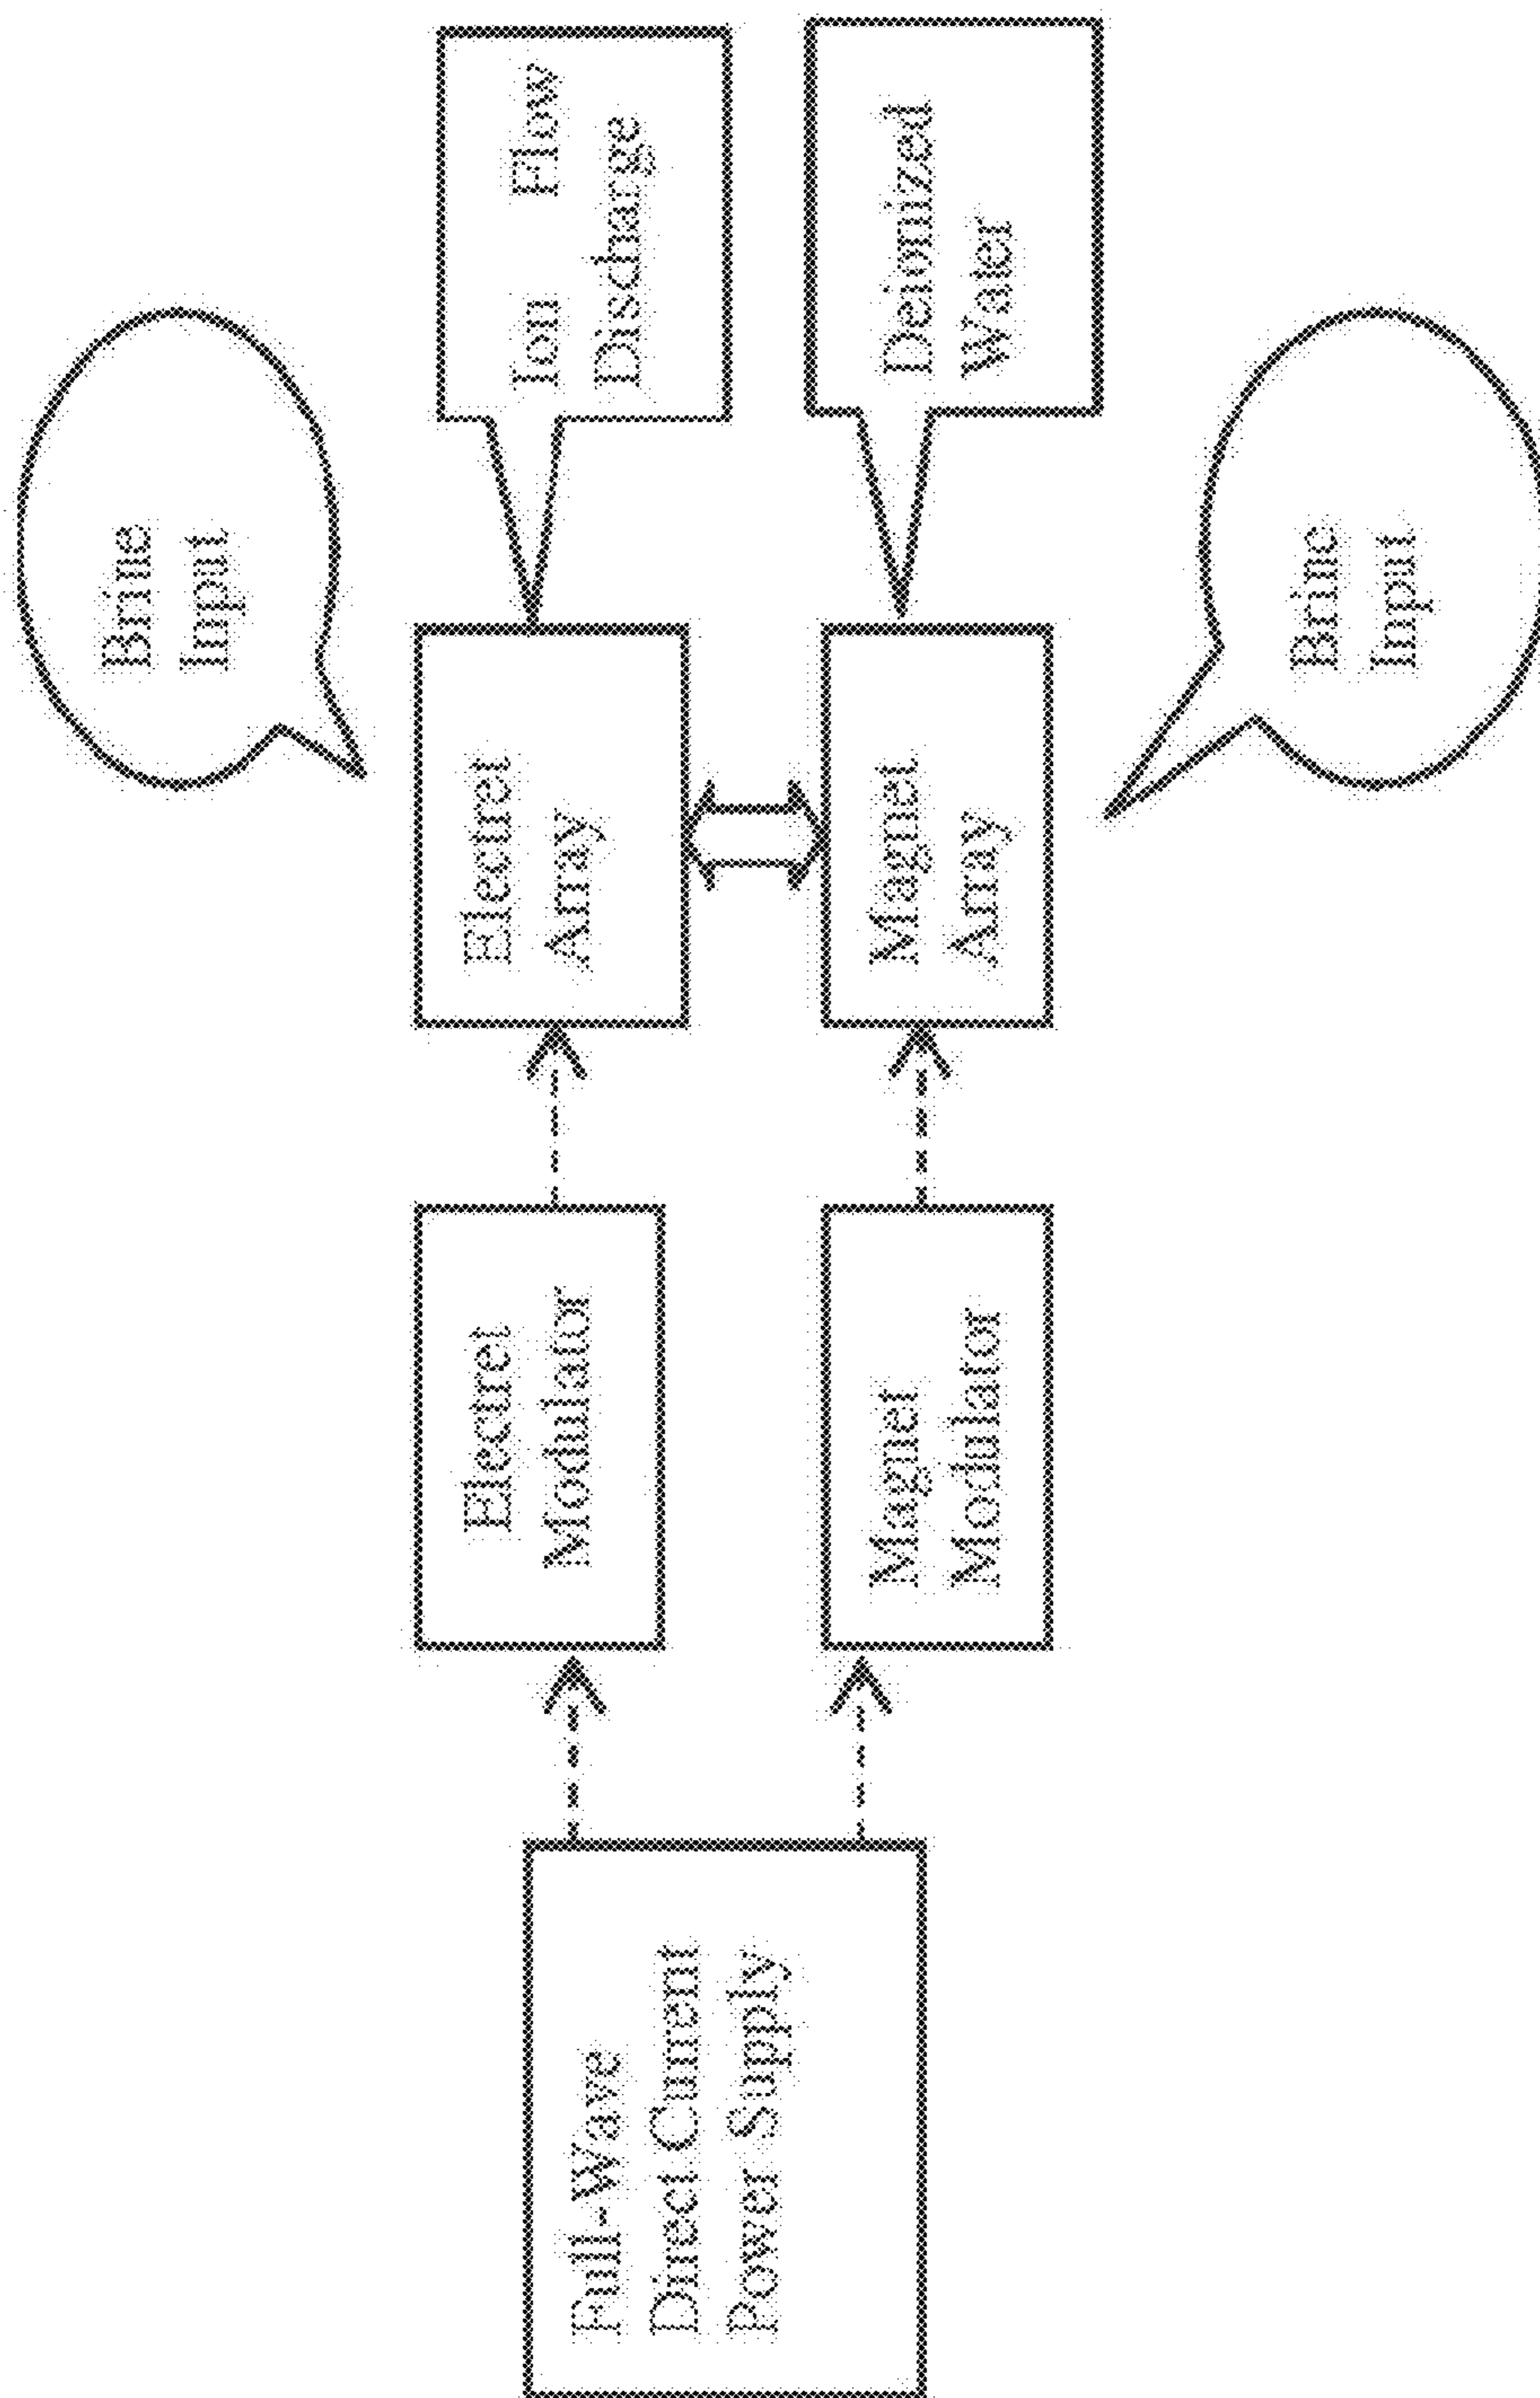 Full-Wave
Direct Current
Power Supply
Electret
Modulator
Magnet
Modulator
Electret
Array
Magnet
Array
Brine
Input
Brine
Input
Ion Flow
Discharge
Deionized
Water